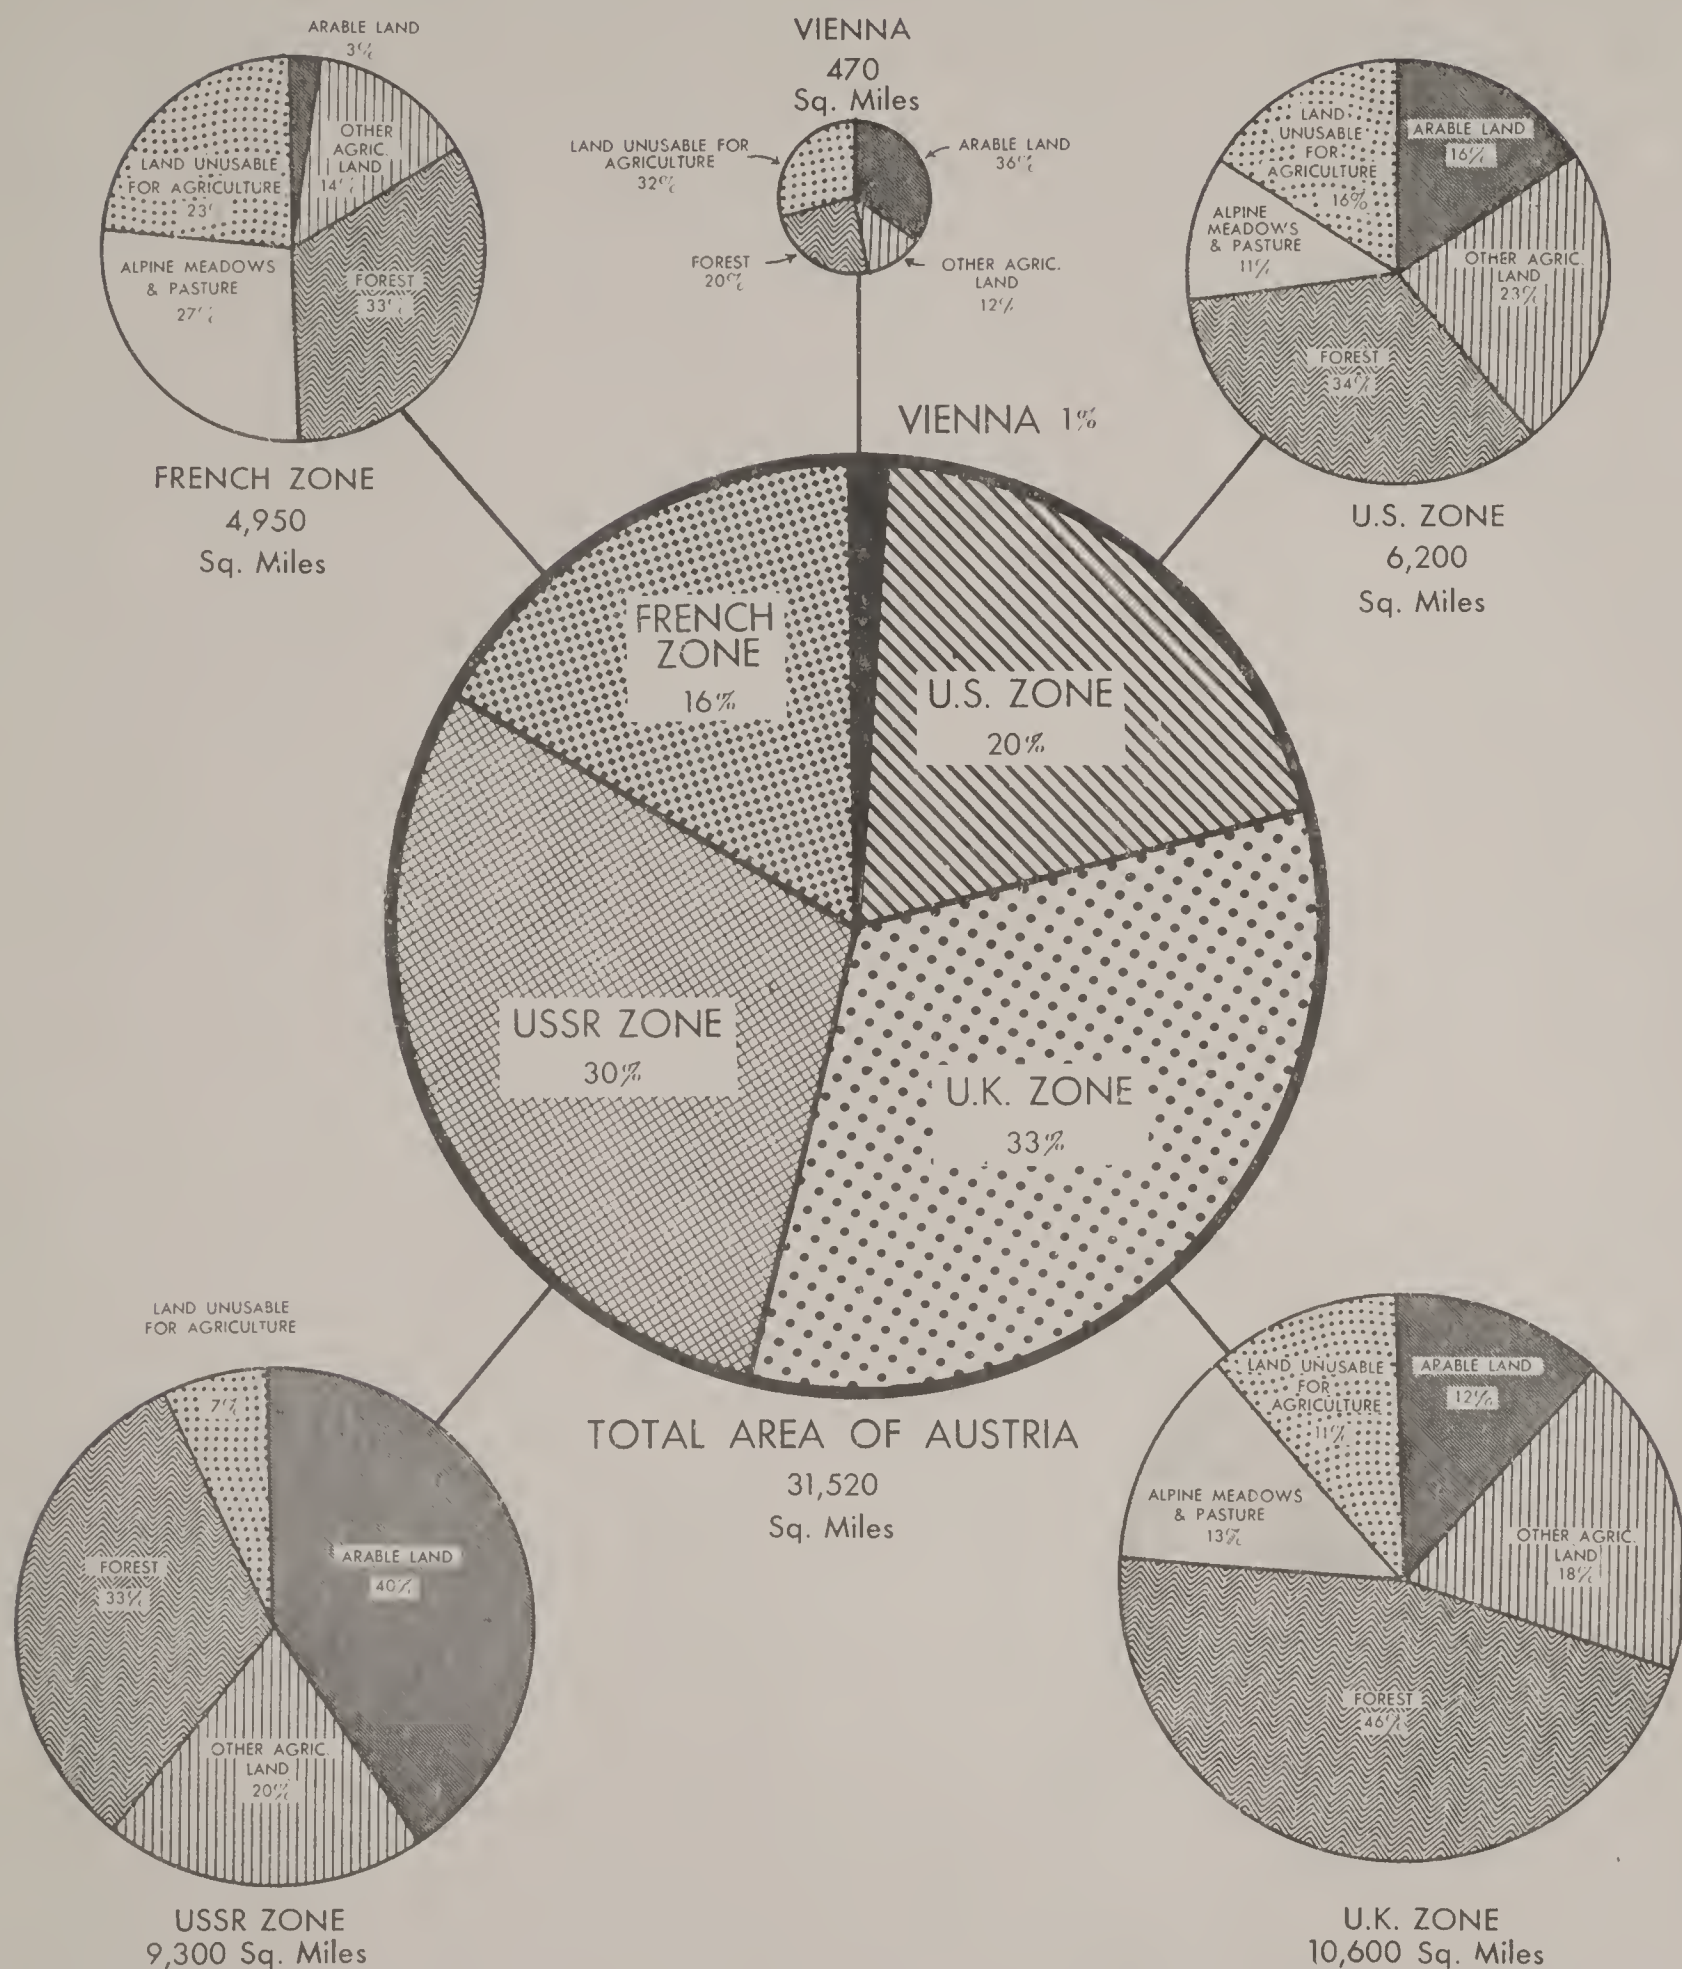 ARABLE LAND
3%
OTHER
AGRIC.
LAND
14%
LAND UNUSABLE
FOR AGRICULTURE
23%
ALPINE MEADOWS
& PASTURE
27%
FOREST
33%
FRENCH ZONE
4,950
Sq. Miles
VIENNA
470
Sq. Miles
LAND UNUSABLE FOR
AGRICULTURE
32%
ARABLE LAND
36%
FOREST
20%
OTHER AGRIC.
LAND
12%
LAND
UNUSABLE
FOR
AGRICULTURE
16%
ARABLE LAND
16%
ALPINE
MEADOWS
& PASTURE
11%
OTHER AGRIC.
LAND
23%
FOREST
34%
U.S. ZONE
6,200
Sq. Miles
VIENNA 1%
FRENCH
ZONE
16%
U.S. ZONE
20%
USSR ZONE
30%
U.K. ZONE
33%
TOTAL AREA OF AUSTRIA
31,520
Sq. Miles
LAND UNUSABLE
FOR AGRICULTURE
7%
ARABLE LAND
40%
FOREST
33%
OTHER AGRIC.
LAND
20%
USSR ZONE
9,300 Sq. Miles
LAND UNUSABLE
FOR
AGRICULTURE
11%
ARABLE LAND
12%
ALPINE MEADOWS
& PASTURE
13%
OTHER AGRIC.
LAND
18%
FOREST
46%
U.K. ZONE
10,600 Sq. Miles